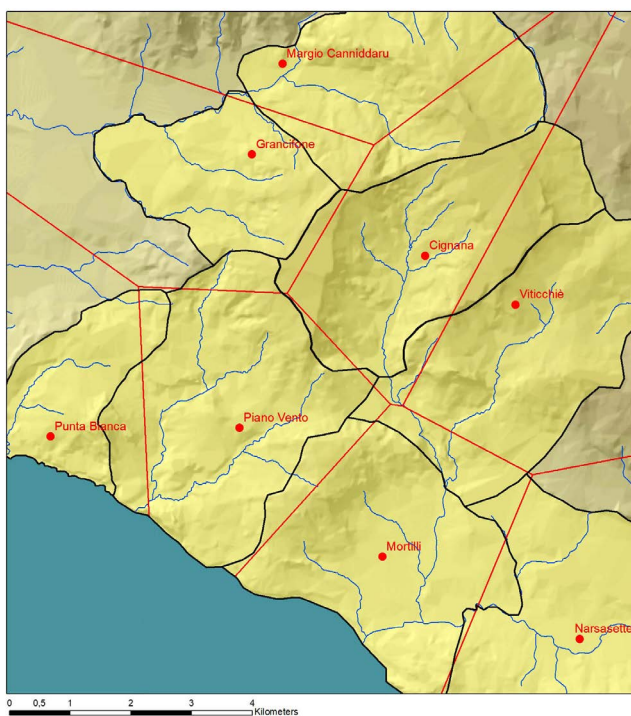 Margio Canniddaru
Grancifone
Cignana
Viticchiè
Piano Vento
Punta Bianca
Mortilli
Narsasette
0 0,5 1 2 3 4
Kilometers